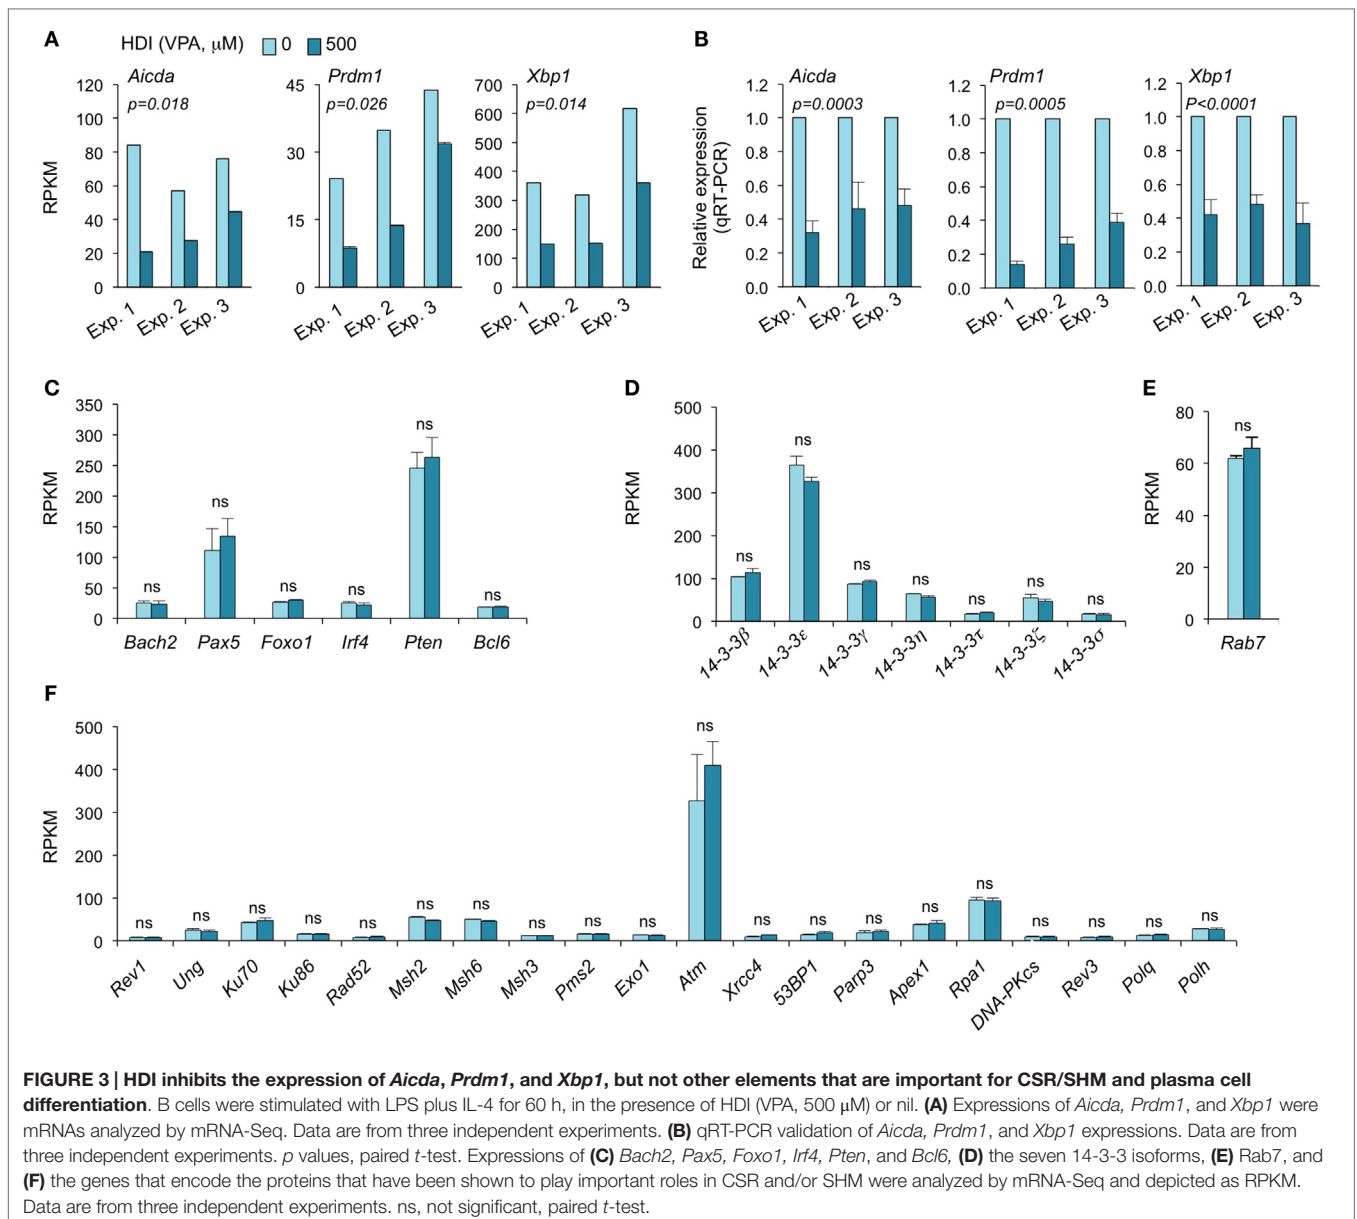 A
HDI (VPA, μM) 0 500
Aicda
p=0.018
RPKM
120
100
80
60
40
20
0
Exp. 1
Exp. 2
Exp. 3
Prdm1
p=0.026
45
30
15
0
Exp. 1
Exp. 2
Exp. 3
Xbp1
p=0.014
700
600
500
400
300
200
100
0
Exp. 1
Exp. 2
Exp. 3
B
Relative expression
(qRT-PCR)
Aicda
p=0.0003
1.2
1.0
0.8
0.6
0.4
0.2
0.0
Exp. 1
Exp. 2
Exp. 3
Prdm1
p=0.0005
1.2
1.0
0.8
0.6
0.4
0.2
0.0
Exp. 1
Exp. 2
Exp. 3
Xbp1
P<0.0001
1.2
1.0
0.8
0.6
0.4
0.2
0.0
Exp. 1
Exp. 2
Exp. 3
C
RPKM
350
300
250
200
150
100
50
0
ns ns ns ns ns ns
Bach2 Pax5 Foxo1 Irf4 Pten Bcl6
D
RPKM
500
400
300
200
100
0
ns ns ns ns ns ns ns
14-3-3β
14-3-3ε
14-3-3γ
14-3-3η
14-3-3τ
14-3-3ζ
14-3-3σ
E
RPKM
80
60
40
20
0
ns
Rab7
F
RPKM
500
400
300
200
100
0
ns ns ns ns ns ns ns ns ns ns ns ns ns ns ns ns ns ns ns ns
Rev1
Ung
Ku70
Ku86
Rad52
Msh2
Msh6
Msh3
Pms2
Exo1
Atm
Xrcc4
53BP1
Parp3
Apex1
Rpa1
DNA-PKcs
Rev3
Polq
Polh
FIGURE 3 | HDI inhibits the expression of Aicda, Prdm1, and Xbp1, but not other elements that are important for CSR/SHM and plasma cell
differentiation. B cells were stimulated with LPS plus IL-4 for 60 h, in the presence of HDI (VPA, 500 μM) or nil. (A) Expressions of Aicda, Prdm1, and Xbp1 were
mRNAs analyzed by mRNA-Seq. Data are from three independent experiments. (B) qRT-PCR validation of Aicda, Prdm1, and Xbp1 expressions. Data are from
three independent experiments. p values, paired t-test. Expressions of (C) Bach2, Pax5, Foxo1, Irf4, Pten, and Bcl6, (D) the seven 14-3-3 isoforms, (E) Rab7, and
(F) the genes that encode the proteins that have been shown to play important roles in CSR and/or SHM were analyzed by mRNA-Seq and depicted as RPKM.
Data are from three independent experiments. ns, not significant, paired t-test.